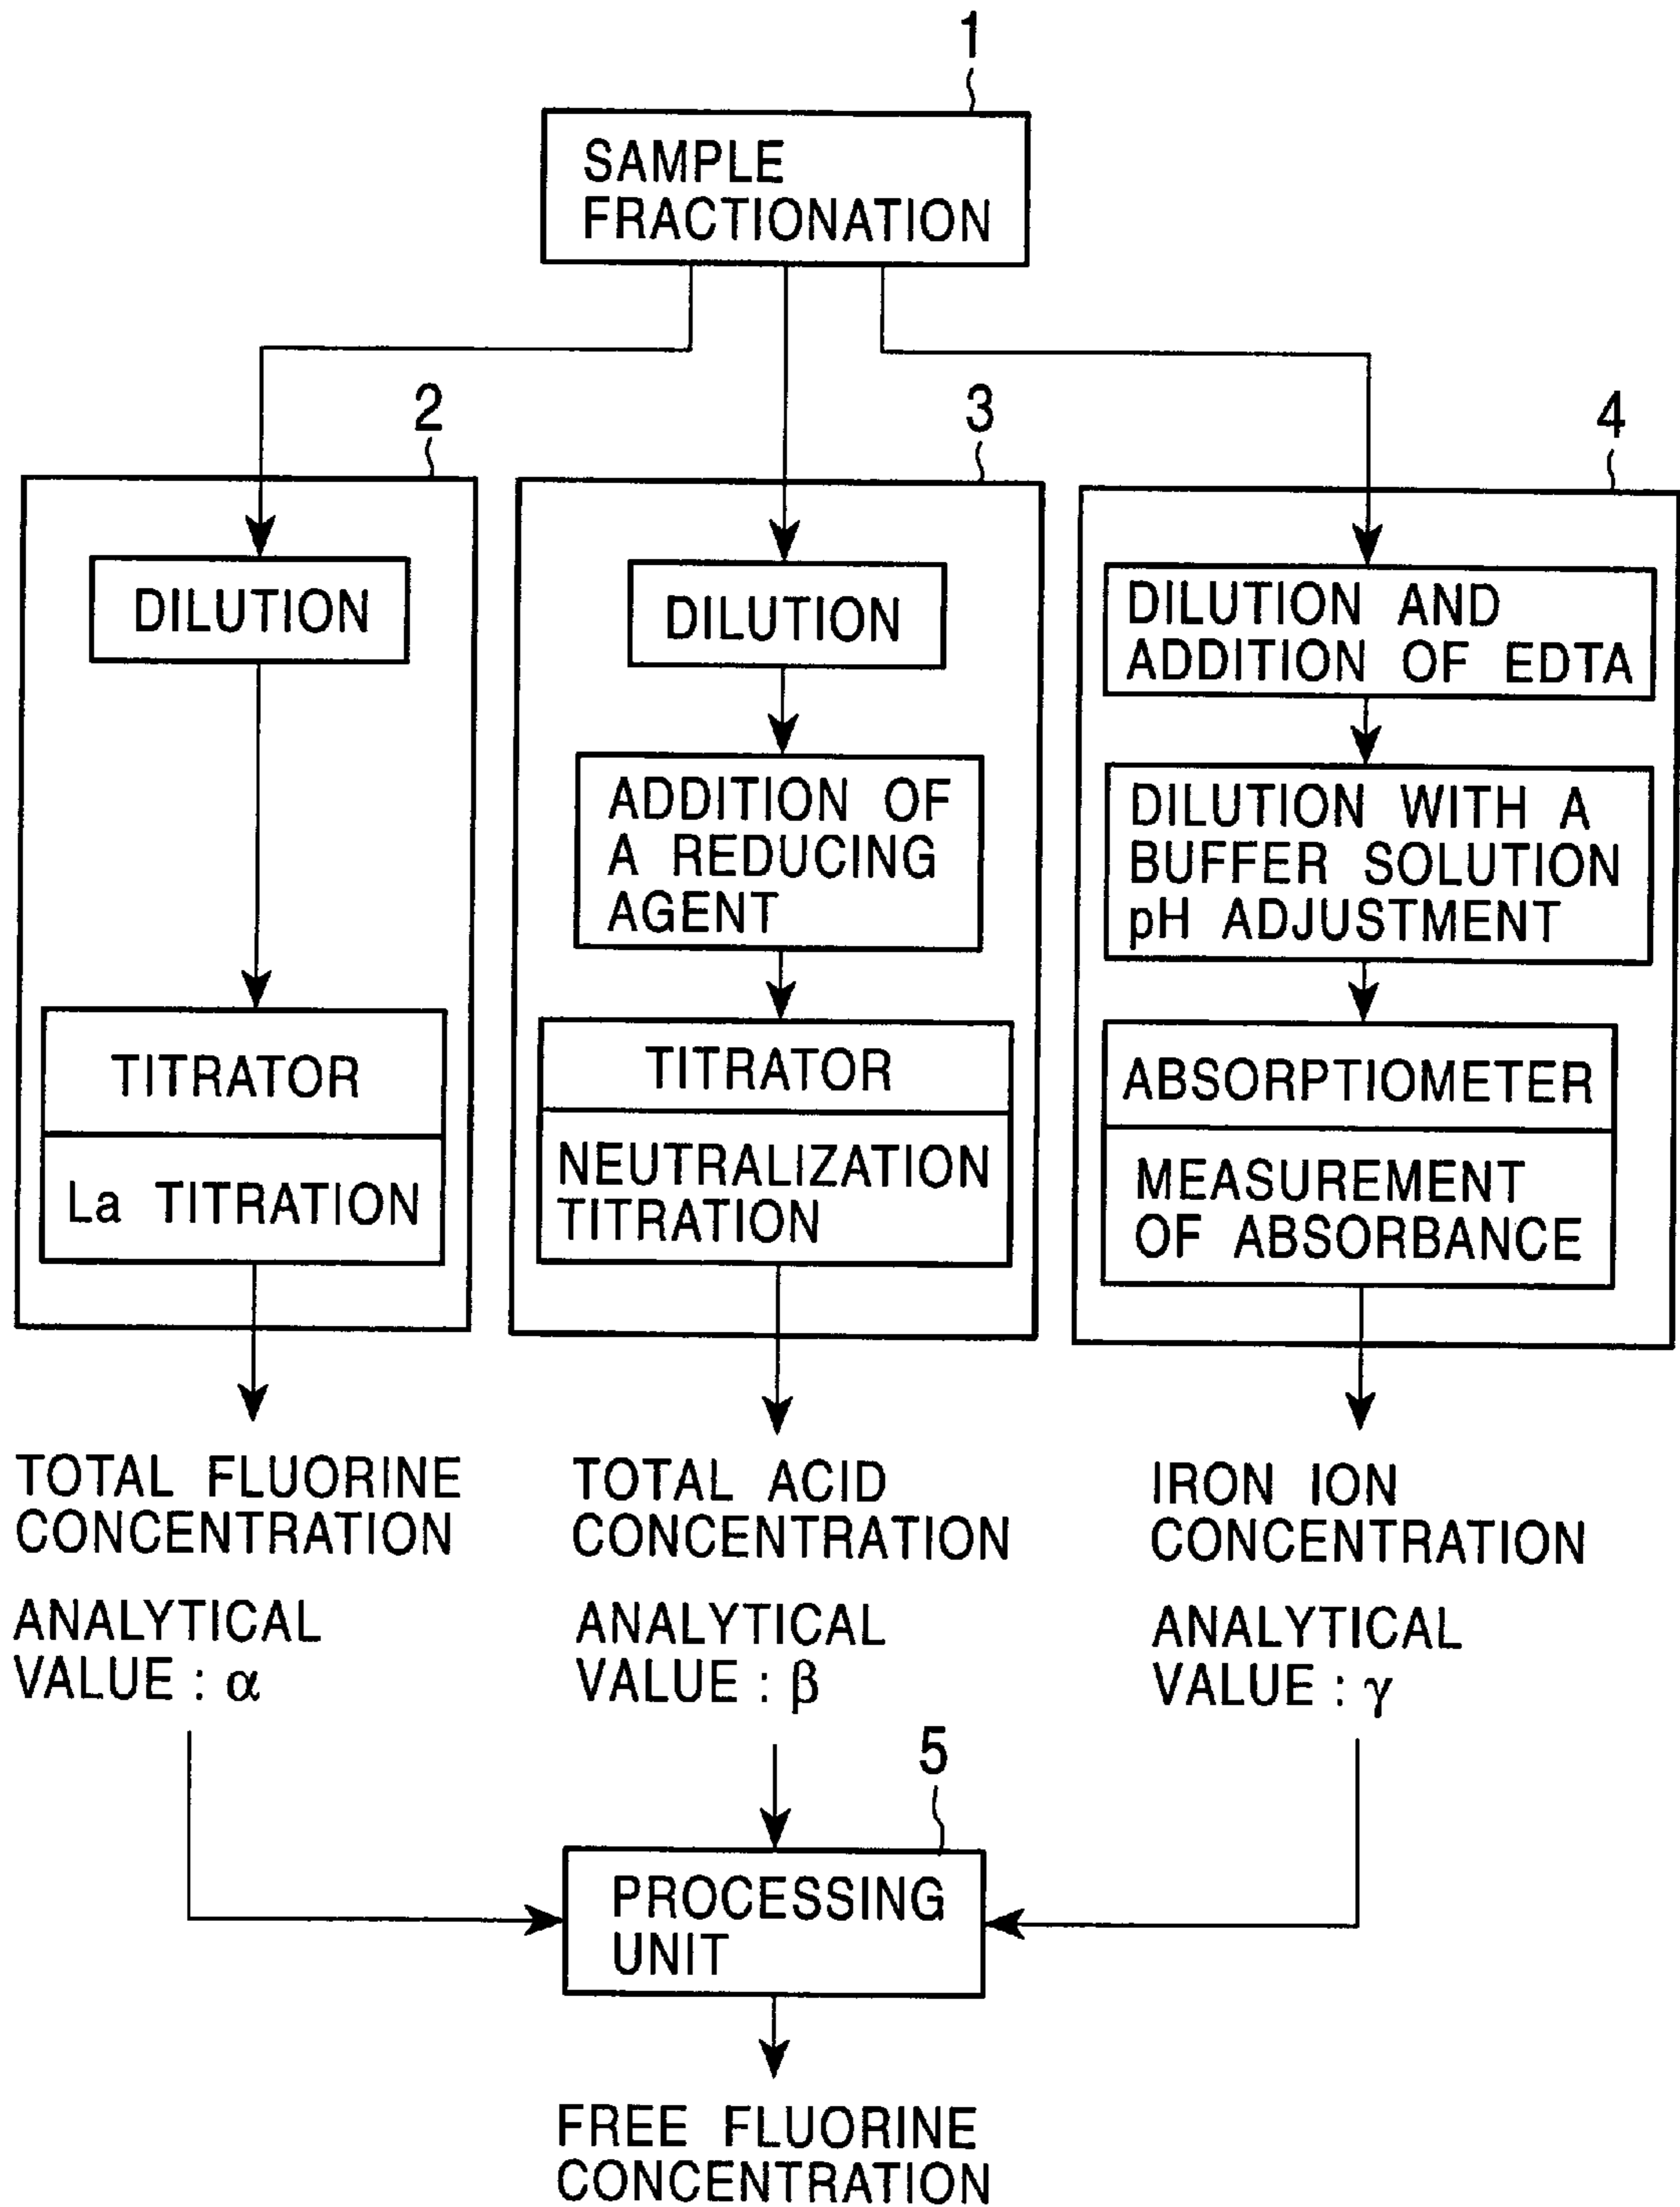 1
SAMPLE
FRACTIONATION
2
DILUTION
TITRATOR
La TITRATION
TOTAL FLUORINE
CONCENTRATION
ANALYTICAL
VALUE : α
3
DILUTION
ADDITION OF
A REDUCING
AGENT
TITRATOR
NEUTRALIZATION
TITRATION
TOTAL ACID
CONCENTRATION
ANALYTICAL
VALUE : β
4
DILUTION AND
ADDITION OF EDTA
DILUTION WITH A
BUFFER SOLUTION
pH ADJUSTMENT
ABSORPTIOMETER
MEASUREMENT
OF ABSORBANCE
IRON ION
CONCENTRATION
ANALYTICAL
VALUE : γ
5
PROCESSING
UNIT
FREE FLUORINE
CONCENTRATION